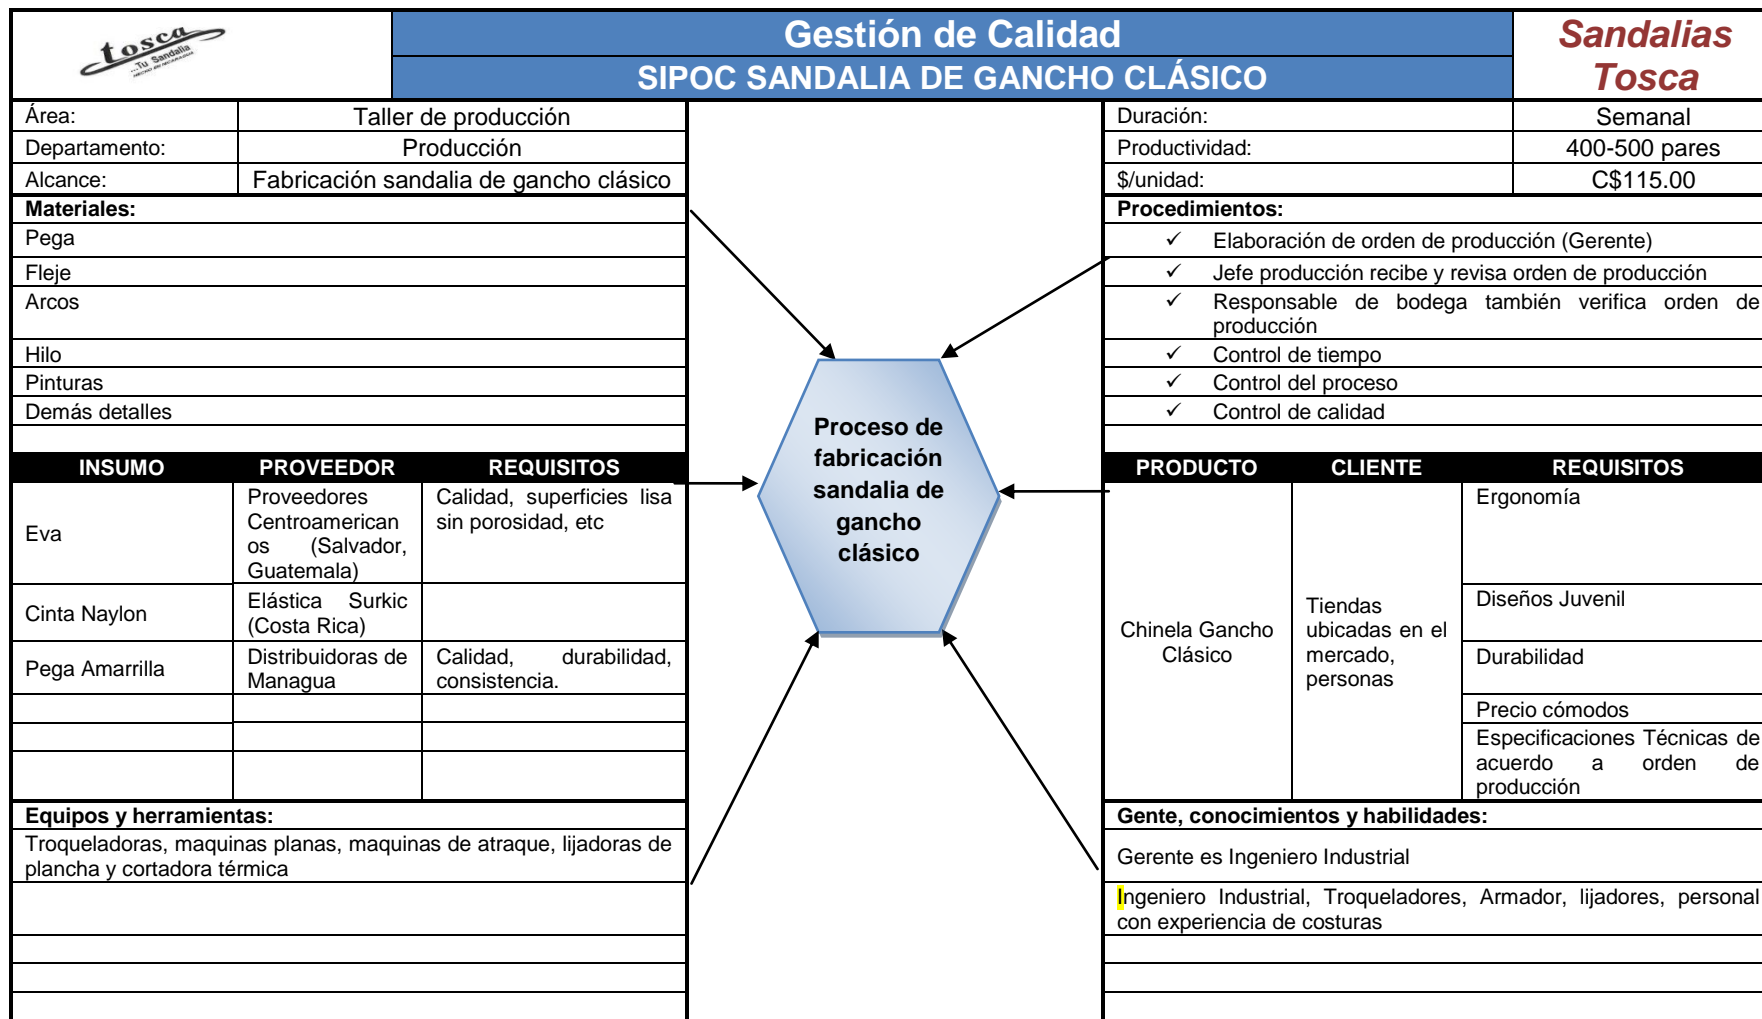 tosca
...Tu Sandalia
HECHO EN NICARAGUA
Gestión de Calidad
SIPOC SANDALIA DE GANCHO CLÁSICO
Sandalias
Tosca
Área:
Taller de producción
Departamento:
Producción
Alcance:
Fabricación sandalia de gancho clásico
Duración:
Semanal
Productividad:
400-500 pares
$/unidad:
C$115.00
Materiales:
Pega
Fleje
Arcos
Hilo
Pinturas
Demás detalles
Procedimientos:
✓ Elaboración de orden de producción (Gerente)
✓ Jefe producción recibe y revisa orden de producción
✓ Responsable de bodega también verifica orden de
producción
✓ Control de tiempo
✓ Control del proceso
✓ Control de calidad
Proceso de
fabricación
sandalia de
gancho
clásico
INSUMO PROVEEDOR REQUISITOS
Eva
Proveedores
Centroamerican
os (Salvador,
Guatemala)
Calidad, superficies lisa
sin porosidad, etc
Cinta Naylon
Elástica Surkic
(Costa Rica)
Pega Amarrilla
Distribuidoras de
Managua
Calidad, durabilidad,
consistencia.
PRODUCTO CLIENTE REQUISITOS
Chinela Gancho
Clásico
Tiendas
ubicadas en el
mercado,
personas
Ergonomía
Diseños Juvenil
Durabilidad
Precio cómodos
Especificaciones Técnicas de
acuerdo a orden de
producción
Equipos y herramientas:
Troqueladoras, maquinas planas, maquinas de atraque, lijadoras de
plancha y cortadora térmica
Gente, conocimientos y habilidades:
Gerente es Ingeniero Industrial
Ingeniero Industrial, Troqueladores, Armador, lijadores, personal
con experiencia de costuras